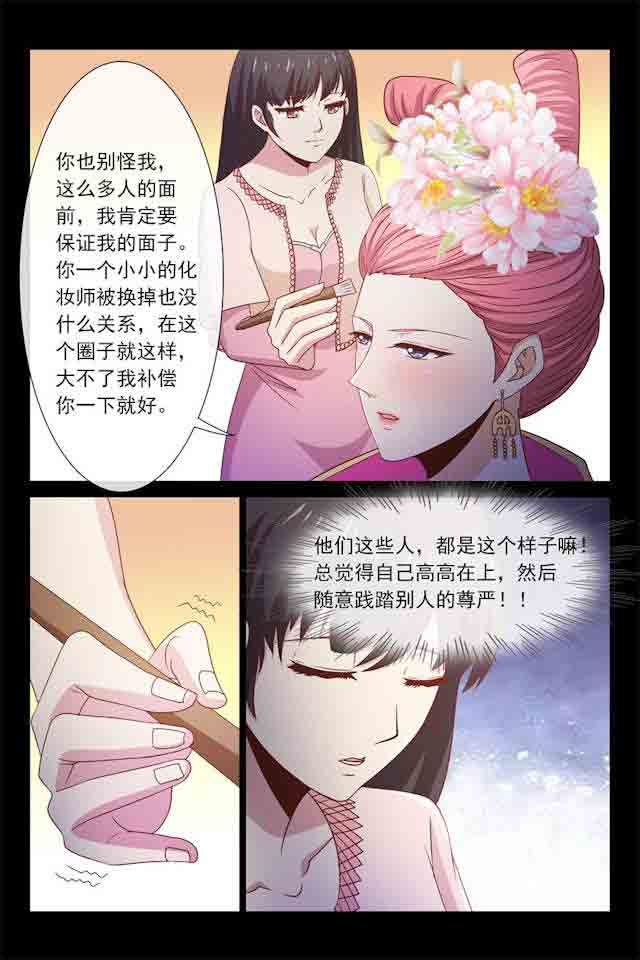 你也别怪我，
这么多人的面
前，我肯定要
保证我的面子。
你一个小小的化
妆师被换掉也没
什么关系，在这
个圈子就这样，
大不了我补偿
你一下就好。
他们这些人，都是这个样子嘛！
总觉得自己高高在上，然后
随意践踏别人的尊严！！